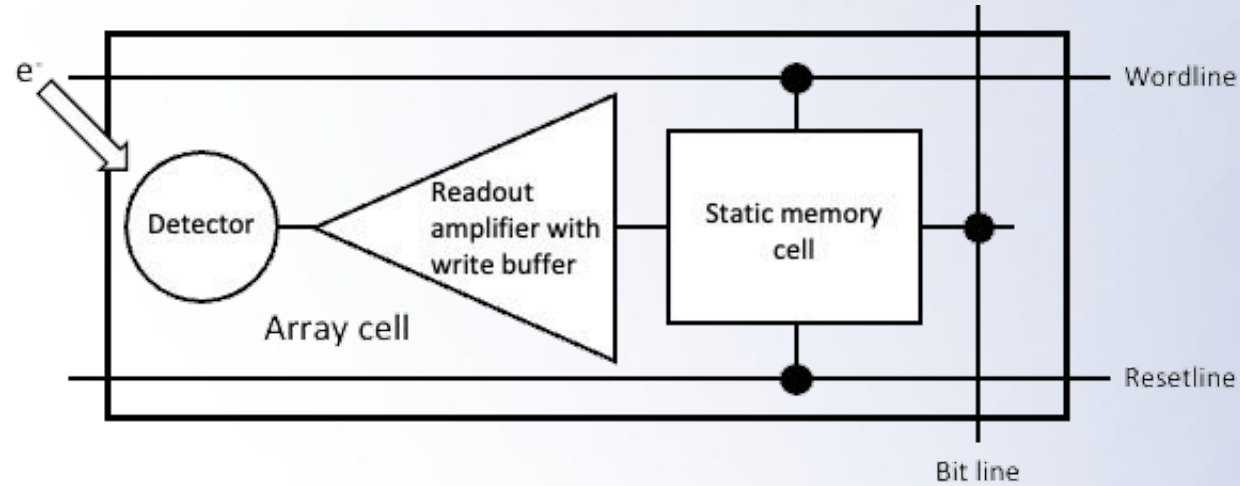 e⁻
Wordline
Detector
Readout
amplifier with
write buffer
Static memory
cell
Array cell
Resetline
Bit line